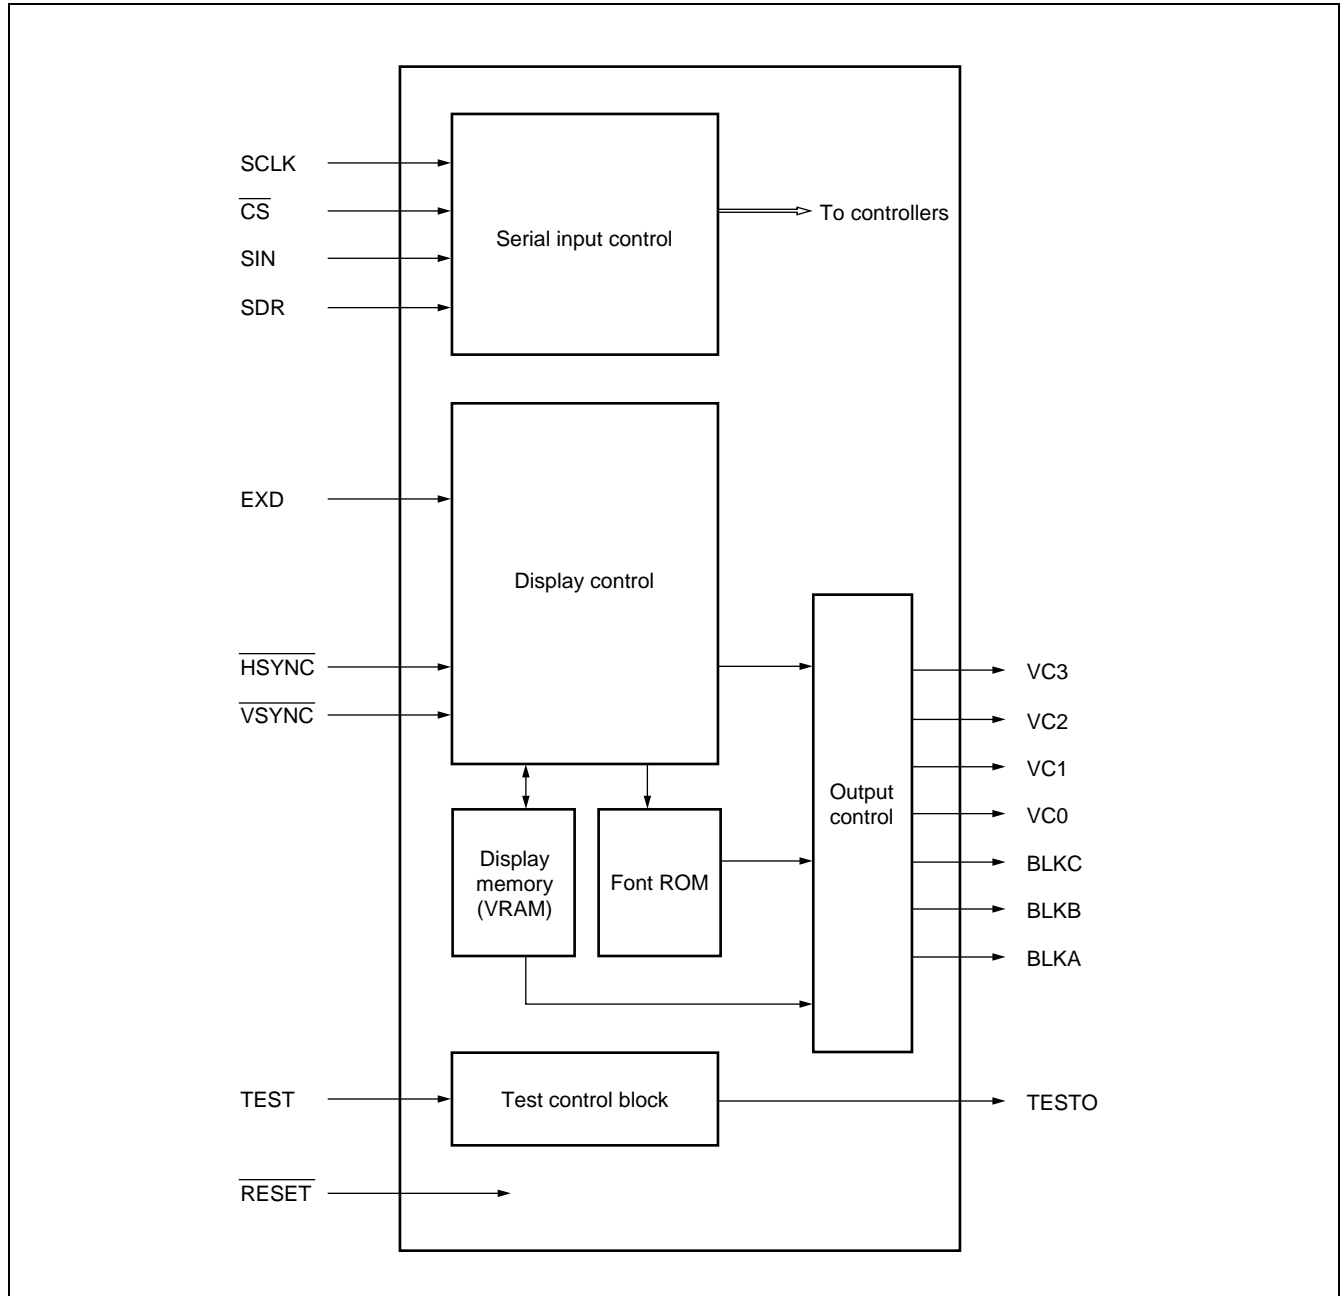 SCLK
CS
SIN
SDR
Serial input control
To controllers
EXD
Display control
HSYNC
VSYNC
Display
memory
(VRAM)
Font ROM
Output
control
VC3
VC2
VC1
VC0
BLKC
BLKB
BLKA
TEST
Test control block
TESTO
RESET